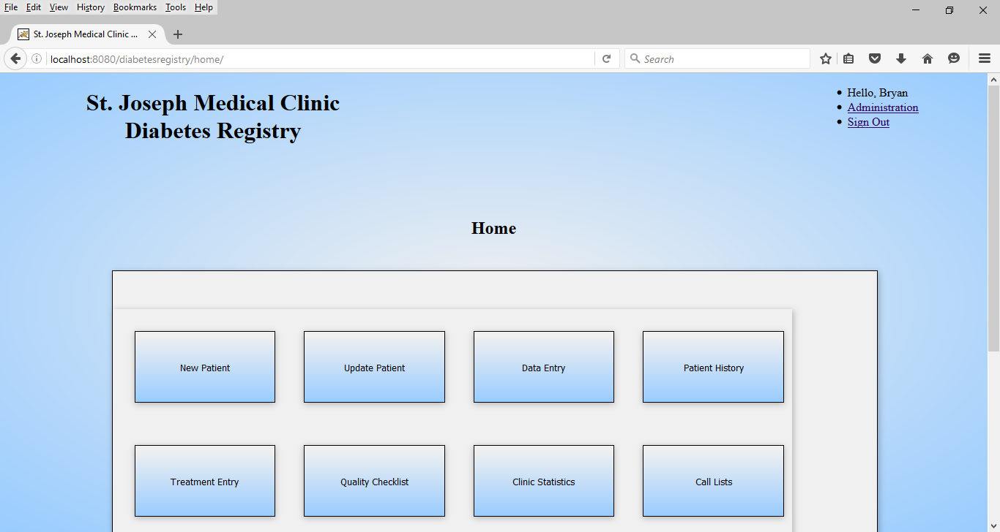 File Edit View History Bookmarks Tools Help
St. Joseph Medical Clinic ...
localhost:8080/diabetesregistry/home/
Search
St. Joseph Medical Clinic
Diabetes Registry
Hello, Bryan
Administration
Sign Out
Home
New Patient
Update Patient
Data Entry
Patient History
Treatment Entry
Quality Checklist
Clinic Statistics
Call Lists